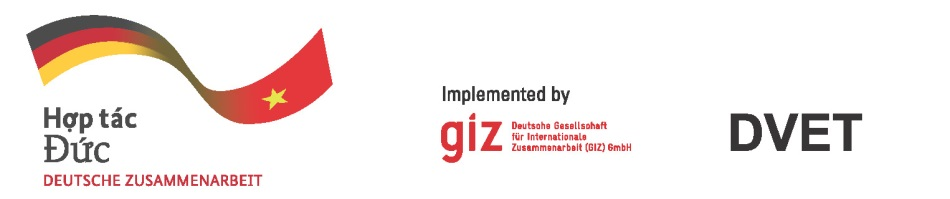 Hợp tác
Đức
DEUTSCHE ZUSAMMENARBEIT
Implemented by
giz
Deutsche Gesellschaft
für Internationale
Zusammenarbeit (GIZ) GmbH
DVET